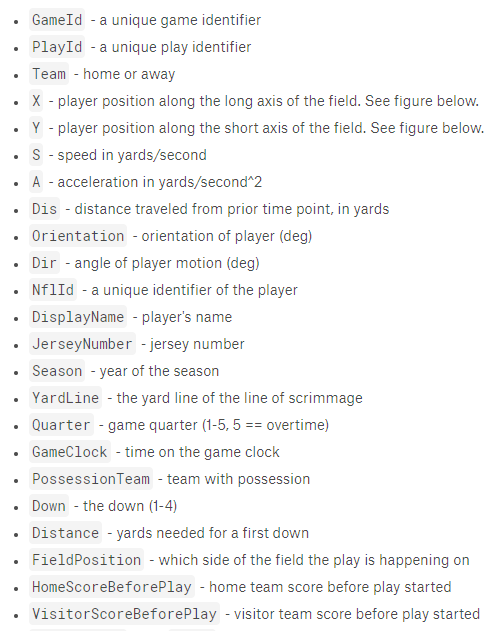 GameId - a unique game identifier
PlayId - a unique play identifier
Team - home or away
X - player position along the long axis of the field. See figure below.
Y - player position along the short axis of the field. See figure below.
S - speed in yards/second
A - acceleration in yards/second^2
Dis - distance traveled from prior time point, in yards
Orientation - orientation of player (deg)
Dir - angle of player motion (deg)
NflId - a unique identifier of the player
DisplayName - player's name
JerseyNumber - jersey number
Season - year of the season
YardLine - the yard line of the line of scrimmage
Quarter - game quarter (1-5, 5 == overtime)
GameClock - time on the game clock
PossessionTeam - team with possession
Down - the down (1-4)
Distance - yards needed for a first down
FieldPosition - which side of the field the play is happening on
HomeScoreBeforePlay - home team score before play started
VisitorScoreBeforePlay - visitor team score before play started